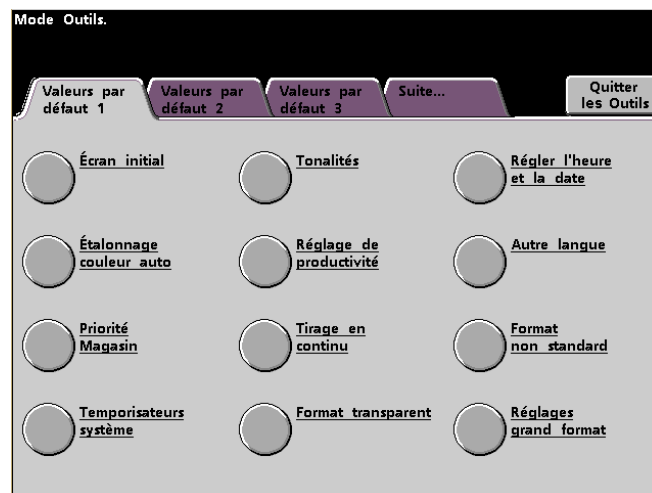 Mode Outils.
Valeurs par
défaut 1
Valeurs par
défaut 2
Valeurs par
défaut 3
Suite...
Quitter
les Outils
Écran initial
Tonalités
Régler l'heure
et la date
Étalonnage
couleur auto
Réglage de
productivité
Autre langue
Priorité
Magasin
Tirage en
continu
Format
non standard
Temporisateurs
système
Format transparent
Réglages
grand format